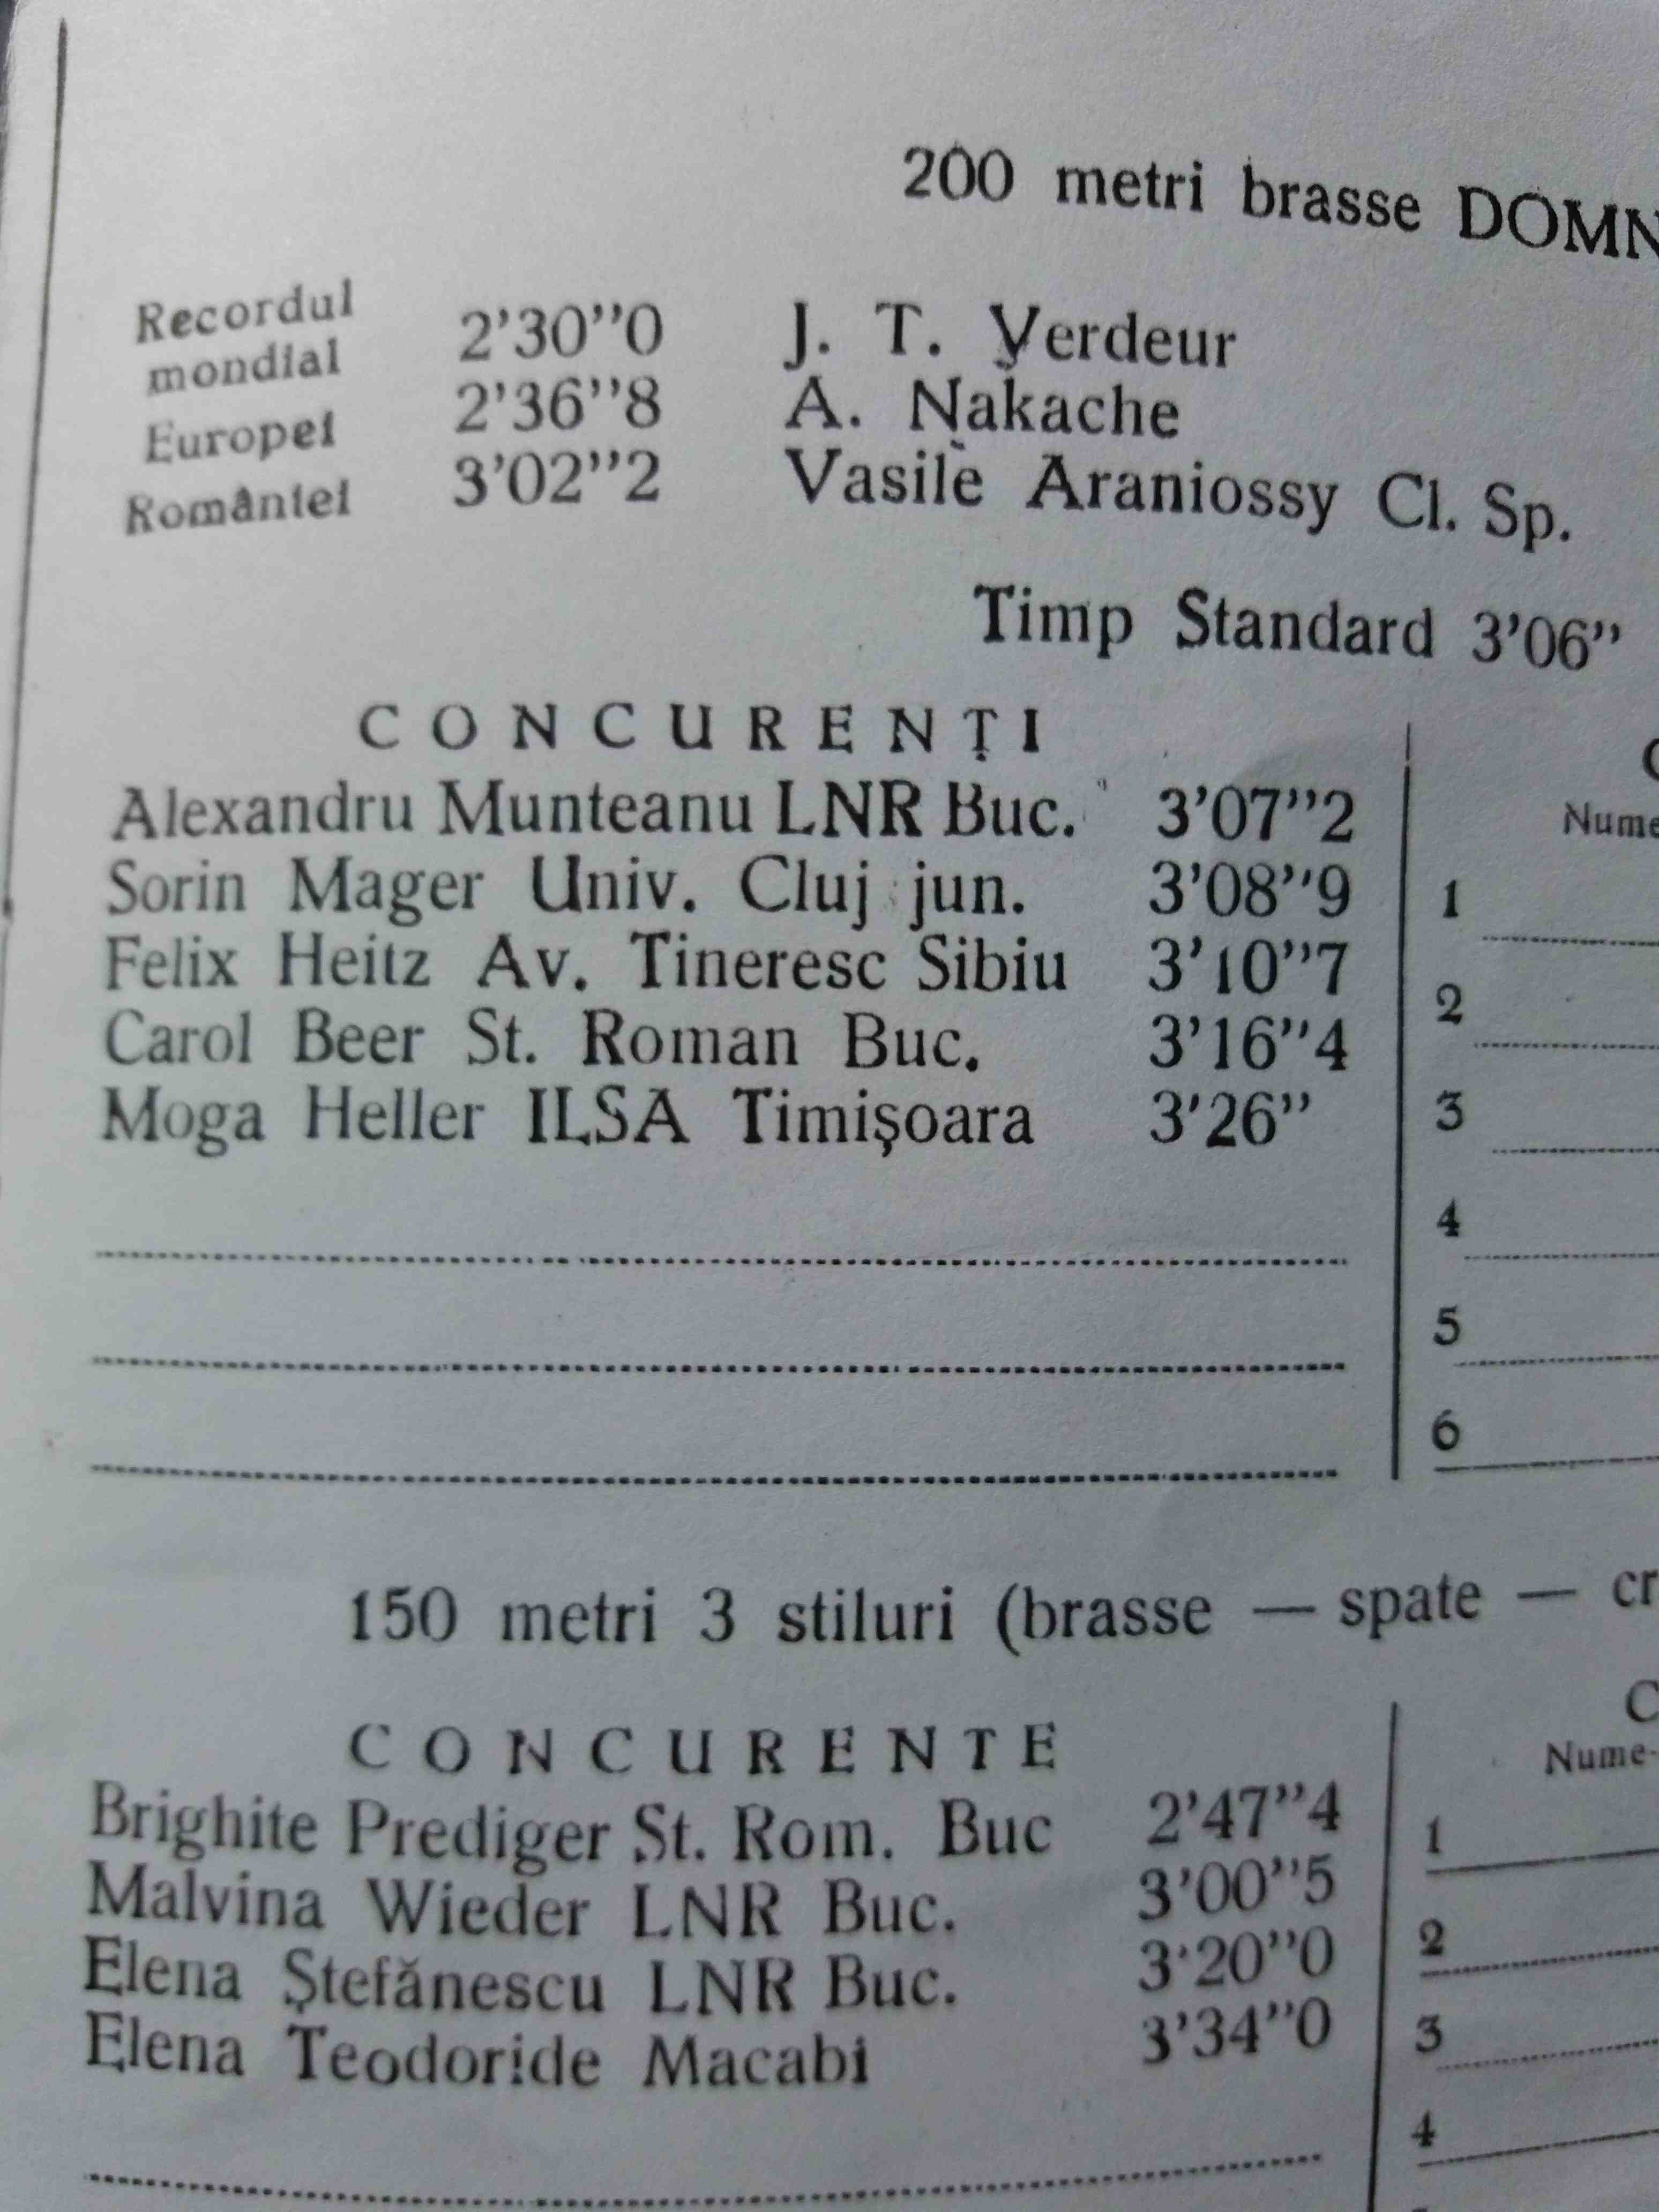 200 metri brasse DOMN
Recordul mondial 2'30''0 J. T. Verdeur
Europei 2'36''8 A. Nakache
României 3'02''2 Vasile Araniossy Cl. Sp.
Timp Standard 3'06''
CONCURENȚI
Nume
Alexandru Munteanu LNR Buc. 3'07''2
Sorin Mager Univ. Cluj jun. 3'08''9
1
Felix Heitz Av. Tineresc Sibiu 3'10''7
2
Carol Beer St. Roman Buc. 3'16''4
Moga Heller ILSA Timișoara 3'26''
3
4
5
6
150 metri 3 stiluri (brasse — spate — cr
CONCURENTE
Nume-
Brighite Prediger St. Rom. Buc 2'47''4
1
Malvina Wieder LNR Buc. 3'00''5
2
Elena Ștefănescu LNR Buc. 3'20''0
3
Elena Teodoride Macabi 3'34''0
4